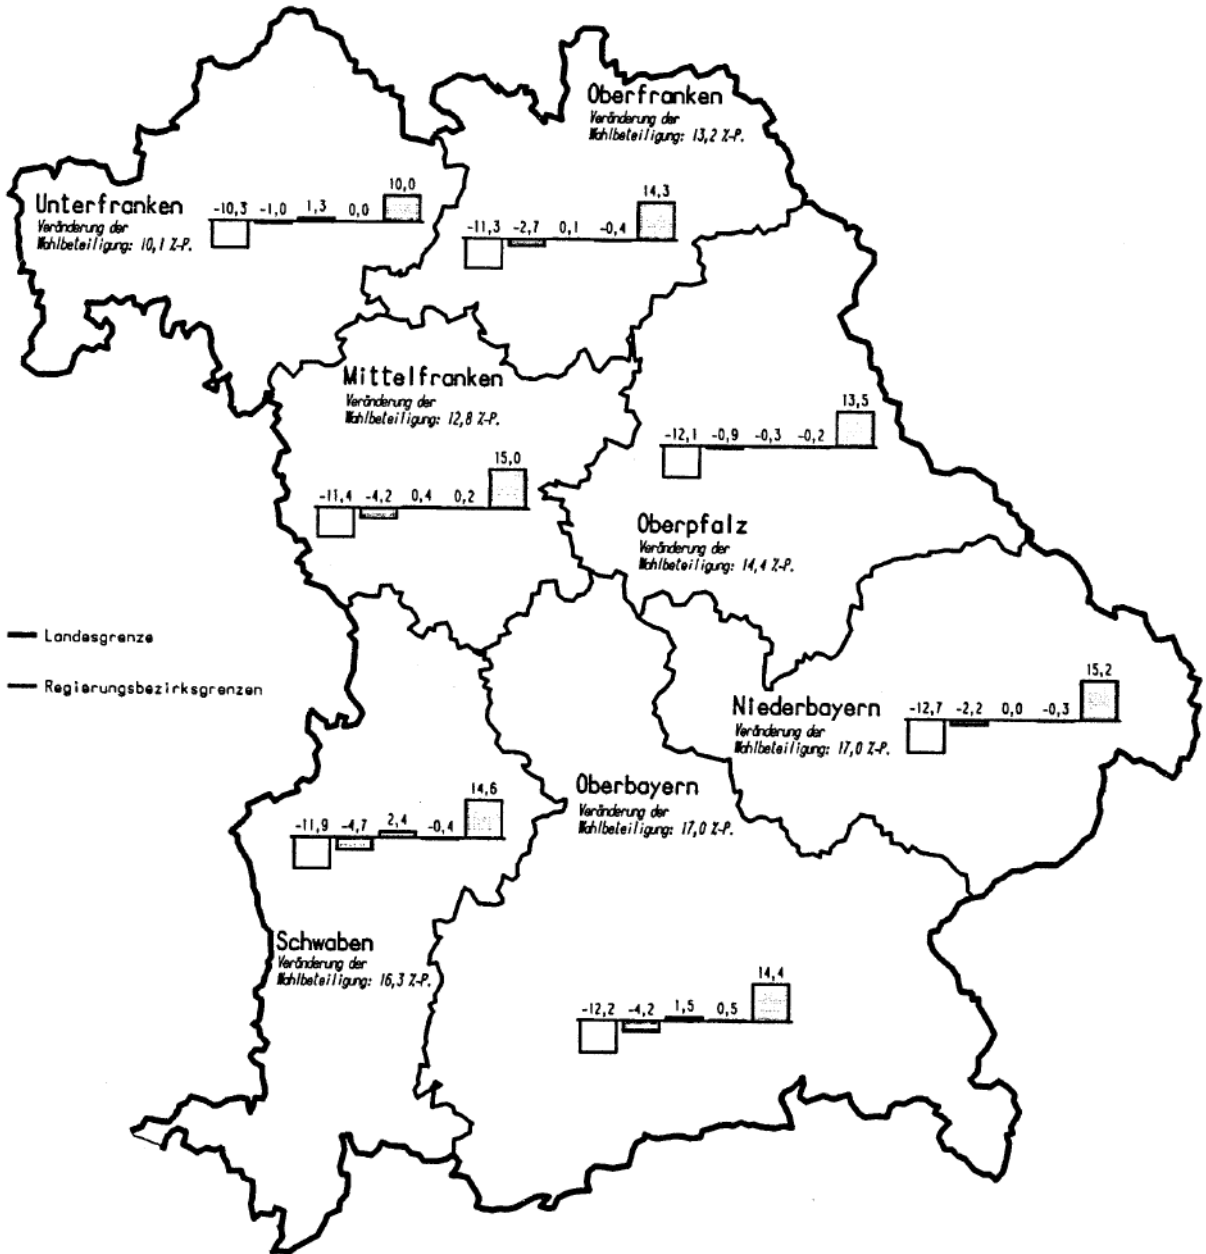 Oberfranken
Veränderung der
Wahlbeteiligung: 13,2 %-P.
Unterfranken
Veränderung der
Wahlbeteiligung: 10,1 %-P.
-10,3 -1,0 1,3 0,0 10,0
-11,3 -2,7 0,1 -0,4 14,3
Mittelfranken
Veränderung der
Wahlbeteiligung: 12,8 %-P.
-11,4 -4,2 0,4 0,2 15,0
-12,1 -0,9 -0,3 -0,2 13,5
Oberpfalz
Veränderung der
Wahlbeteiligung: 14,4 %-P.
Landesgrenze
Regierungsbezirksgrenzen
Niederbayern
Veränderung der
Wahlbeteiligung: 17,0 %-P.
-12,7 -2,2 0,0 -0,3 15,2
Oberbayern
Veränderung der
Wahlbeteiligung: 17,0 %-P.
-11,9 -4,7 2,4 -0,4 14,6
Schwaben
Veränderung der
Wahlbeteiligung: 16,3 %-P.
-12,2 -4,2 1,5 0,5 14,4